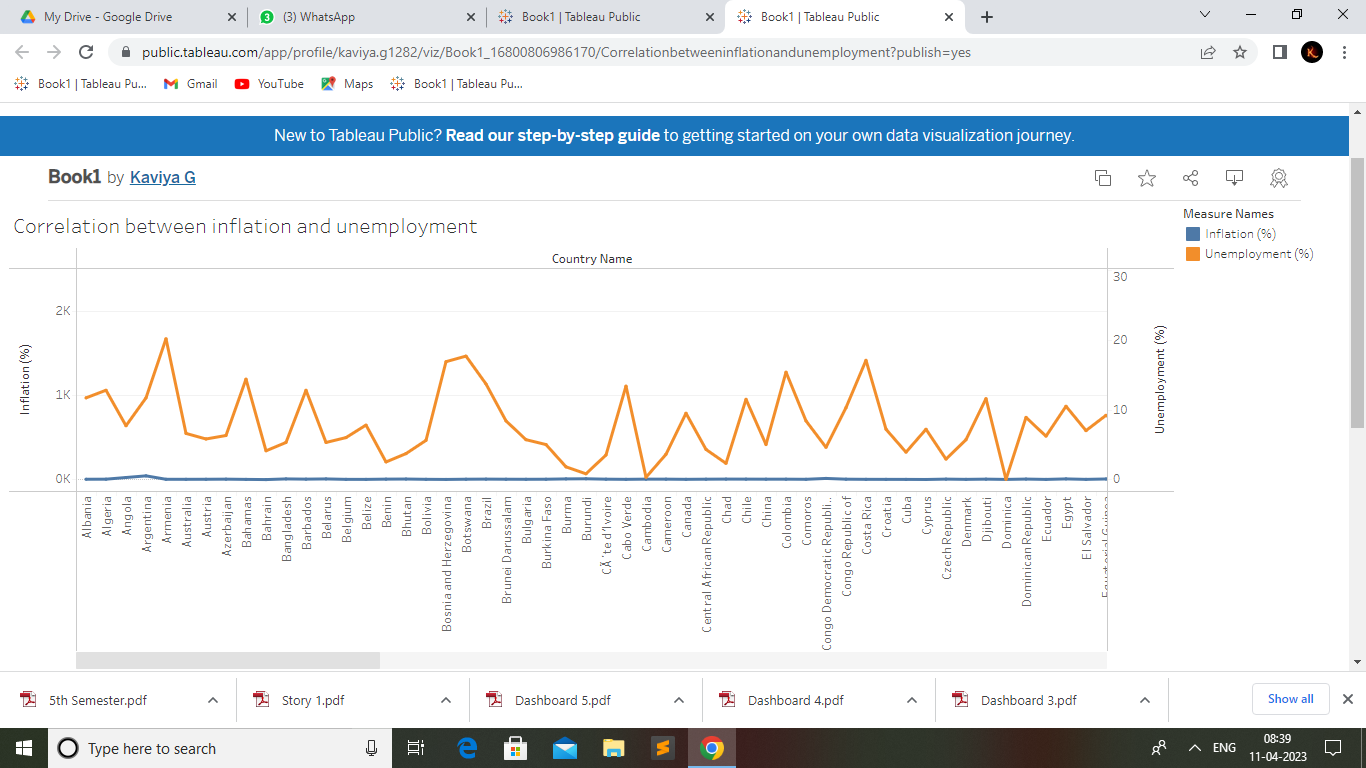 My Drive - Google Drive
(3) WhatsApp
Book1 | Tableau Public
Book1 | Tableau Public
public.tableau.com/app/profile/kaviya.g1282/viz/Book1_16800806986170/Correlationbetweeninflationandunemployment?publish=yes
Book1 | Tableau Pu...
Gmail
YouTube
Maps
Book1 | Tableau Pu...
New to Tableau Public? Read our step-by-step guide to getting started on your own data visualization journey.
Book1 by Kaviya G
Correlation between inflation and unemployment
Measure Names
Inflation (%)
Unemployment (%)
Country Name
Inflation (%)
2K
1K
0K
30
20
10
0
Unemployment (%)
Albania
Algeria
Angola
Argentina
Armenia
Australia
Austria
Azerbaijan
Bahamas
Bahrain
Bangladesh
Barbados
Belarus
Belgium
Belize
Benin
Bhutan
Bolivia
Bosnia and Herzegovina
Botswana
Brazil
Brunei Darussalam
Bulgaria
Burkina Faso
Burma
Burundi
CÃ´te d'Ivoire
Cabo Verde
Cambodia
Cameroon
Canada
Central African Republic
Chad
Chile
China
Colombia
Comoros
Congo Democratic Republi..
Congo Republic of
Costa Rica
Croatia
Cuba
Cyprus
Czech Republic
Denmark
Djibouti
Dominica
Dominican Republic
Ecuador
Egypt
El Salvador
5th Semester.pdf
Story 1.pdf
Dashboard 5.pdf
Dashboard 4.pdf
Dashboard 3.pdf
Show all
Type here to search
ENG
08:39
11-04-2023